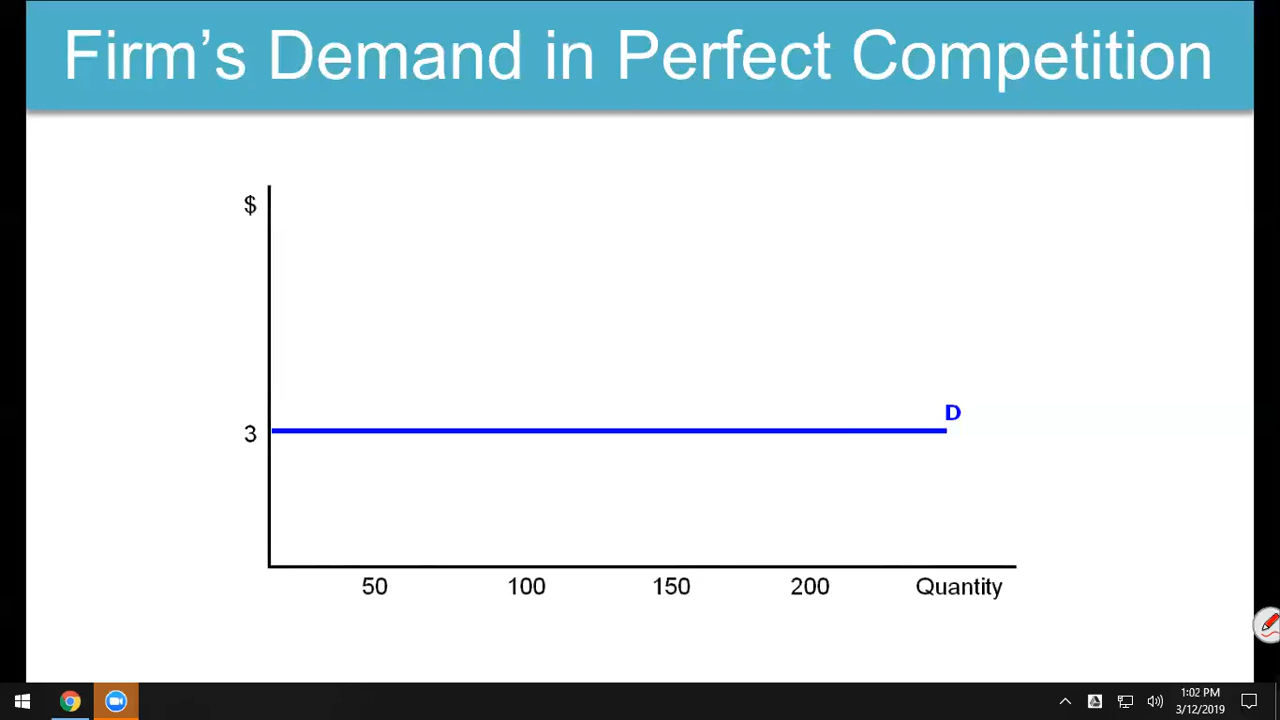 Firm’s Demand in Perfect Competition
$
D
3
50 100 150 200 Quantity
1:02 PM
3/12/2019